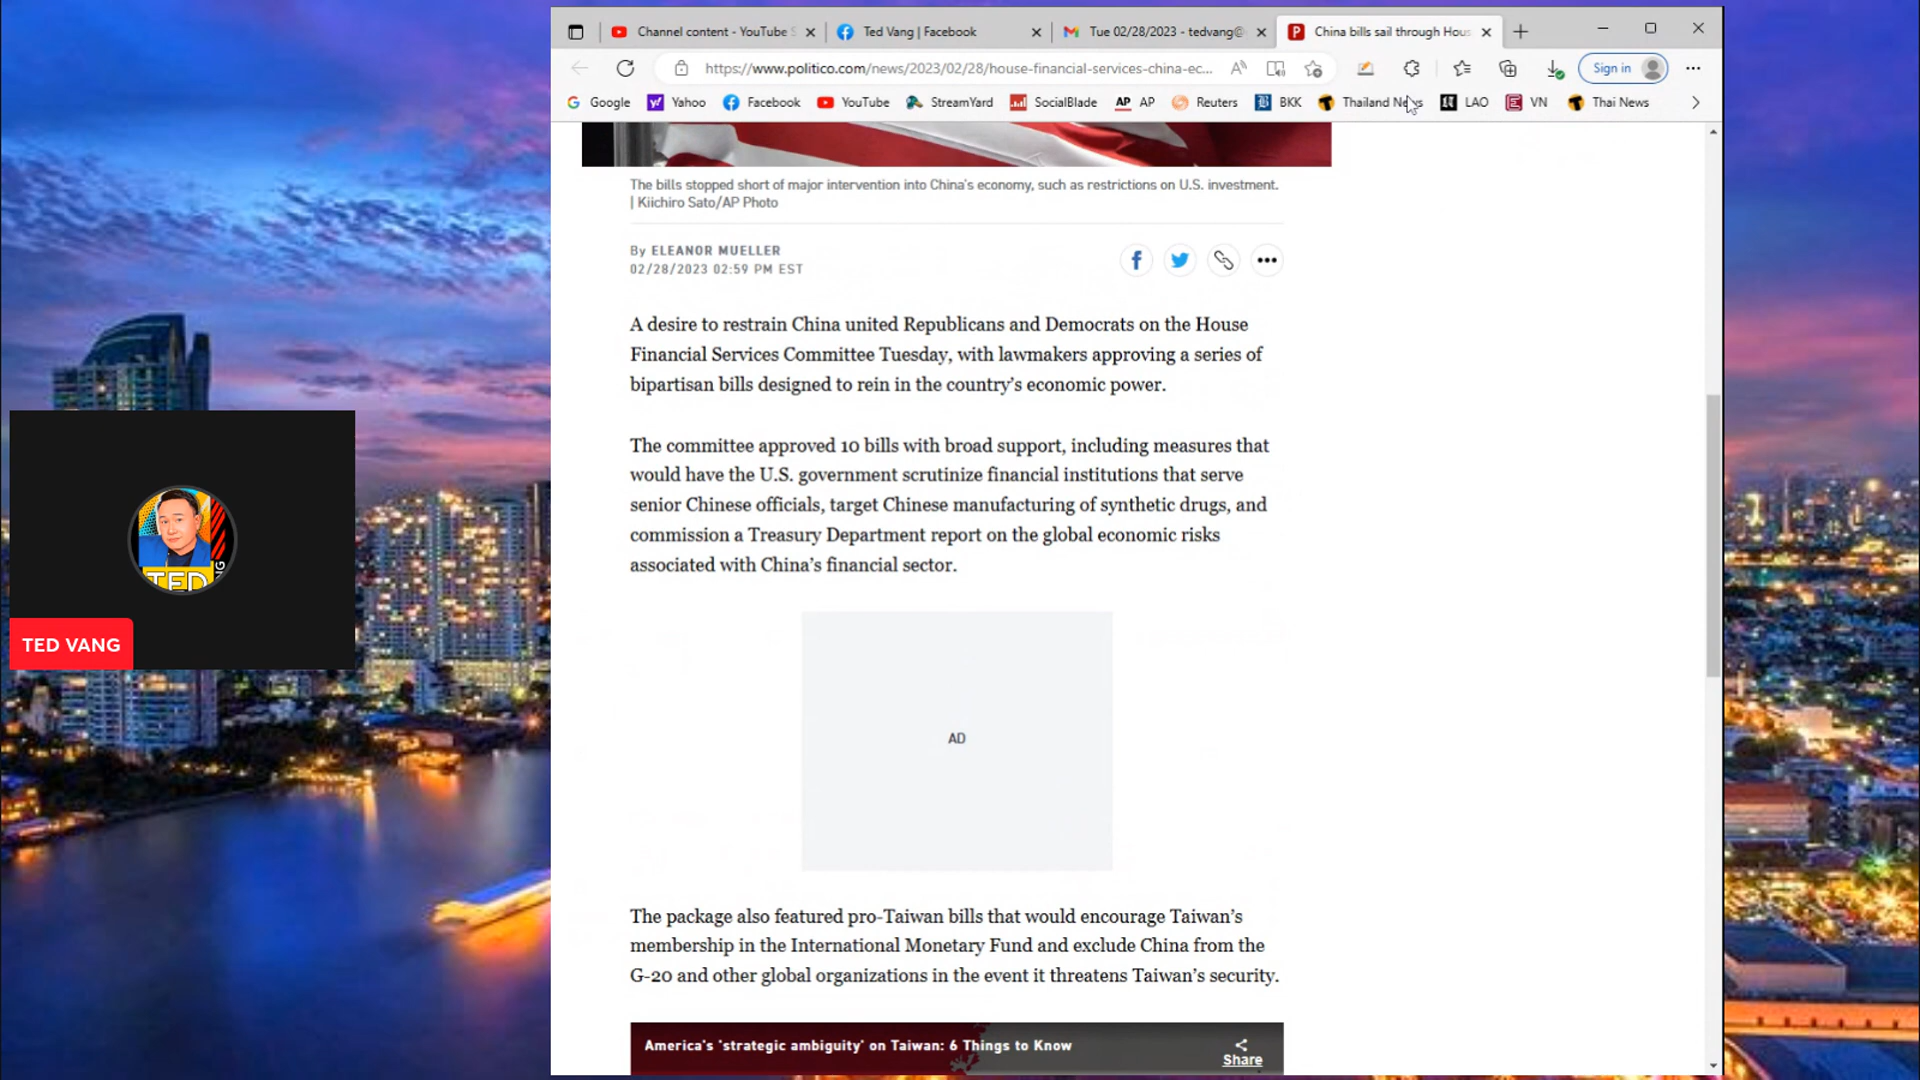 Channel content - YouTube S
Ted Vang | Facebook
Tue 02/28/2023 - tedvang@
China bills sail through Hous
https://www.politico.com/news/2023/02/28/house-financial-services-china-ec...
Sign in
Google
Yahoo
Facebook
YouTube
StreamYard
SocialBlade
AP AP
Reuters
BKK
Thailand News
LAO
VN
Thai News
The bills stopped short of major intervention into China's economy, such as restrictions on U.S. investment.
| Kiichiro Sato/AP Photo
By ELEANOR MUELLER
02/28/2023 02:59 PM EST
A desire to restrain China united Republicans and Democrats on the House
Financial Services Committee Tuesday, with lawmakers approving a series of
bipartisan bills designed to rein in the country's economic power.
The committee approved 10 bills with broad support, including measures that
would have the U.S. government scrutinize financial institutions that serve
senior Chinese officials, target Chinese manufacturing of synthetic drugs, and
commission a Treasury Department report on the global economic risks
associated with China's financial sector.
TED
NG
TED VANG
AD
The package also featured pro-Taiwan bills that would encourage Taiwan's
membership in the International Monetary Fund and exclude China from the
G-20 and other global organizations in the event it threatens Taiwan's security.
America's 'strategic ambiguity' on Taiwan: 6 Things to Know
Share